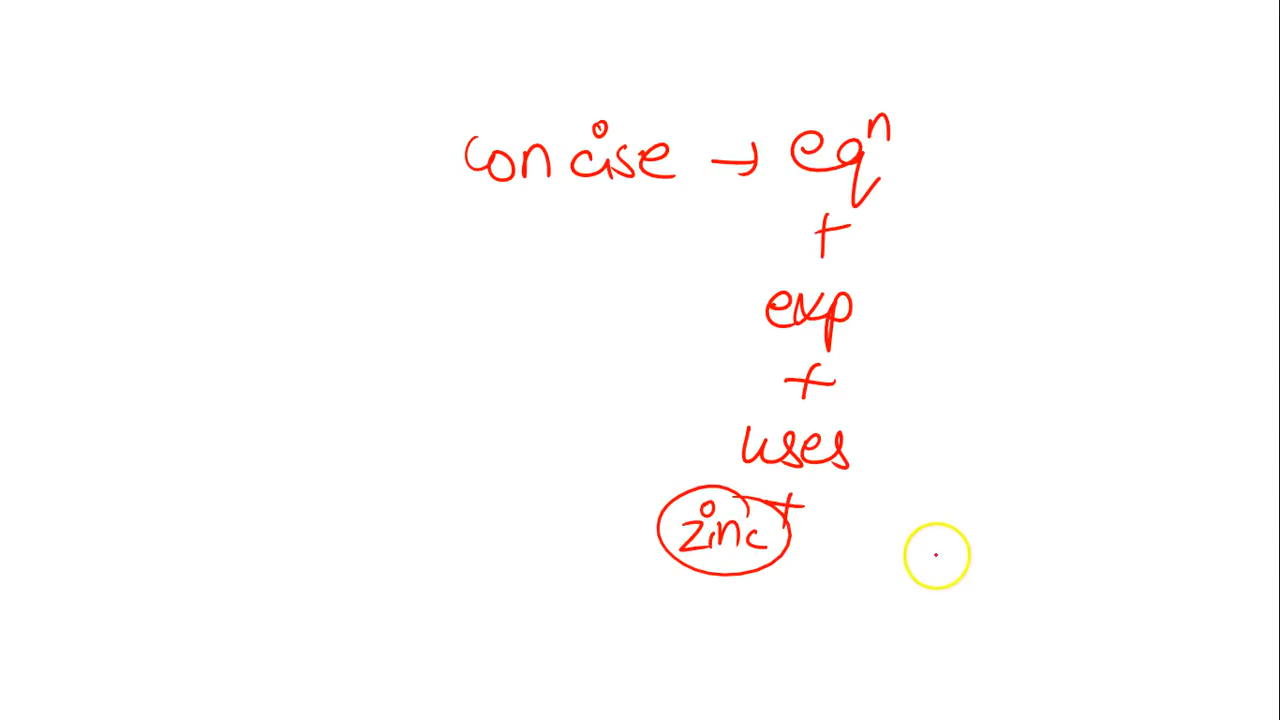 concise → eqⁿ
+
exp
+
uses
+
zinc